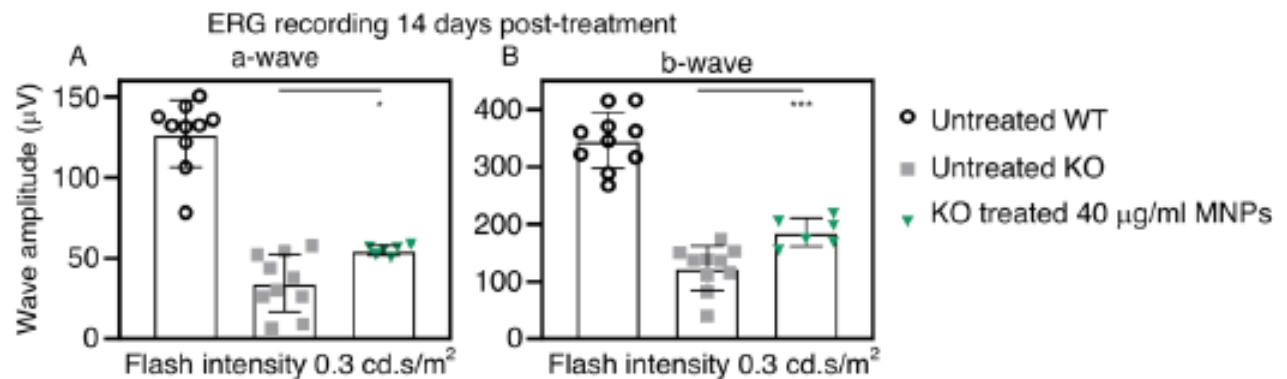 ERG recording 14 days post-treatment
A
a-wave
B
b-wave
Wave amplitude (μV)
150
100
50
0
*
400
300
200
100
0
***
Untreated WT
Untreated KO
KO treated 40 μg/ml MNPs
Flash intensity 0.3 cd.s/m²
Flash intensity 0.3 cd.s/m²